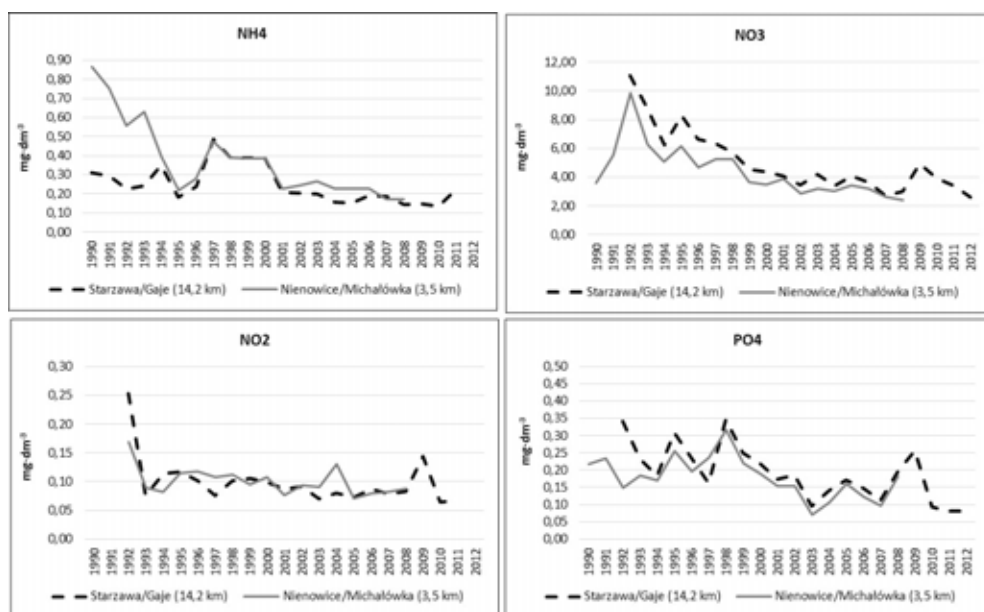 NH4
mg·dm⁻³
0,90
0,80
0,70
0,60
0,50
0,40
0,30
0,20
0,10
0,00
1990 1991 1992 1993 1994 1995 1996 1997 1998 1999 2000 2001 2002 2003 2004 2005 2006 2007 2008 2009 2010 2011 2012
Starzawa/Gaje (14,2 km) Nienowice/Michałówka (3,5 km)
NO3
mg·dm⁻³
12,00
10,00
8,00
6,00
4,00
2,00
0,00
1990 1991 1992 1993 1994 1995 1996 1997 1998 1999 2000 2001 2002 2003 2004 2005 2006 2007 2008 2009 2010 2011 2012
Starzawa/Gaje (14,2 km) Nienowice/Michałówka (3,5 km)
NO2
mg·dm⁻³
0,30
0,25
0,20
0,15
0,10
0,05
0,00
1990 1991 1992 1993 1994 1995 1996 1997 1998 1999 2000 2001 2002 2003 2004 2005 2006 2007 2008 2009 2010 2011 2012
Starzawa/Gaje (14,2 km) Nienowice/Michałówka (3,5 km)
PO4
mg·dm⁻³
0,50
0,45
0,40
0,35
0,30
0,25
0,20
0,15
0,10
0,05
0,00
1990 1991 1992 1993 1994 1995 1996 1997 1998 1999 2000 2001 2002 2003 2004 2005 2006 2007 2008 2009 2010 2011 2012
Starzawa/Gaje (14,2 km) Nienowice/Michałówka (3,5 km)